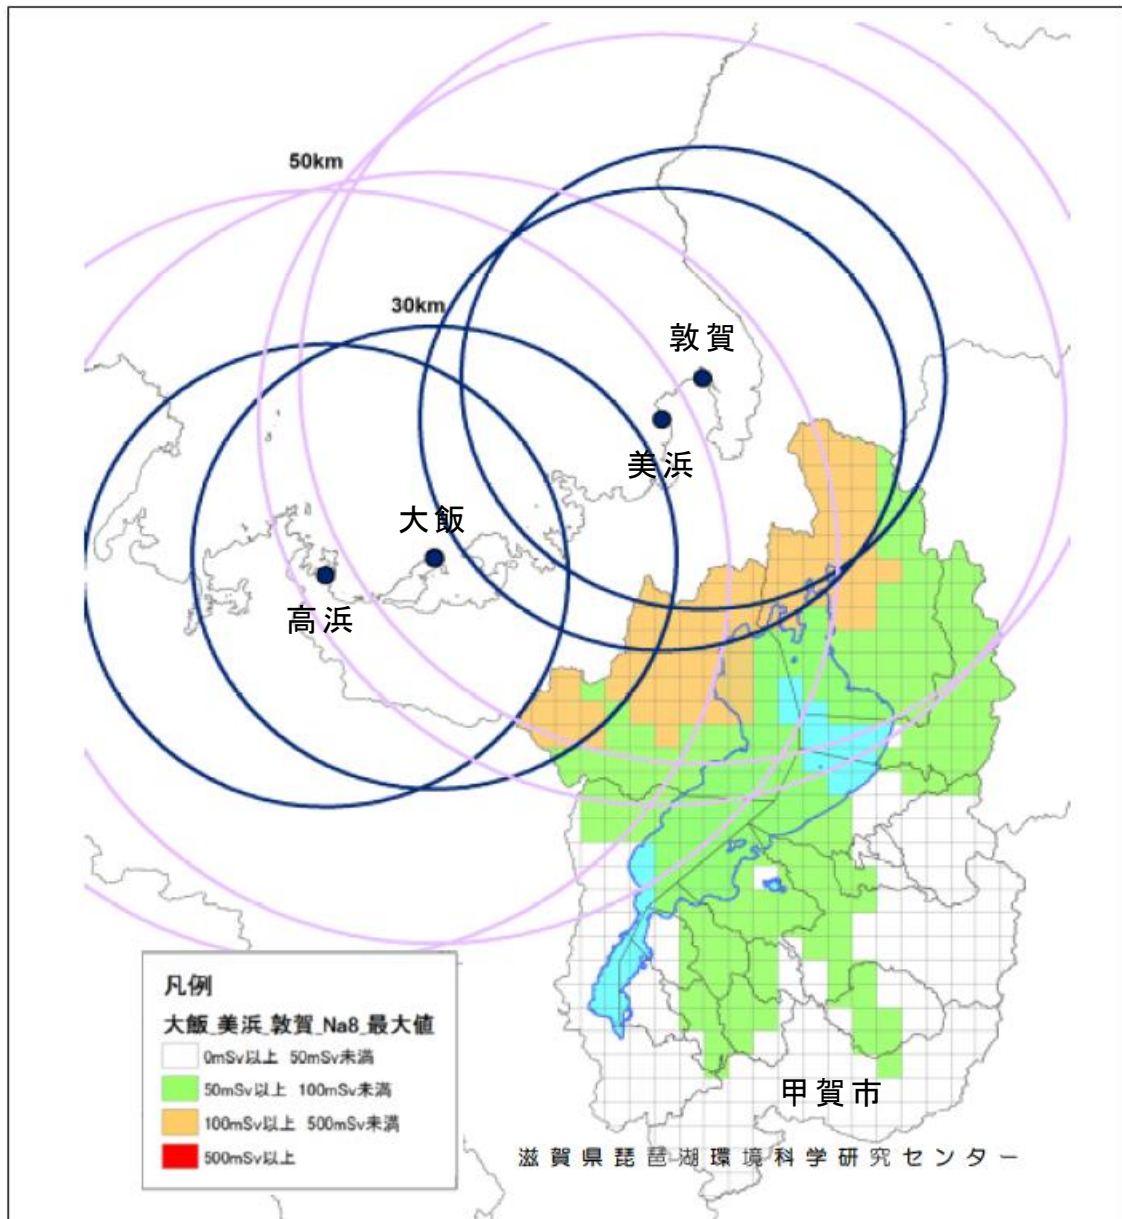 50km
30km
敦賀
美浜
大飯
高浜
凡例
大飯_美浜_敦賀_Na8_最大値
0mSv以上 50mSv未満
50mSv以上 100mSv未満
100mSv以上 500mSv未満
500mSv以上
甲賀市
滋賀県琵琶湖環境科学研究センター